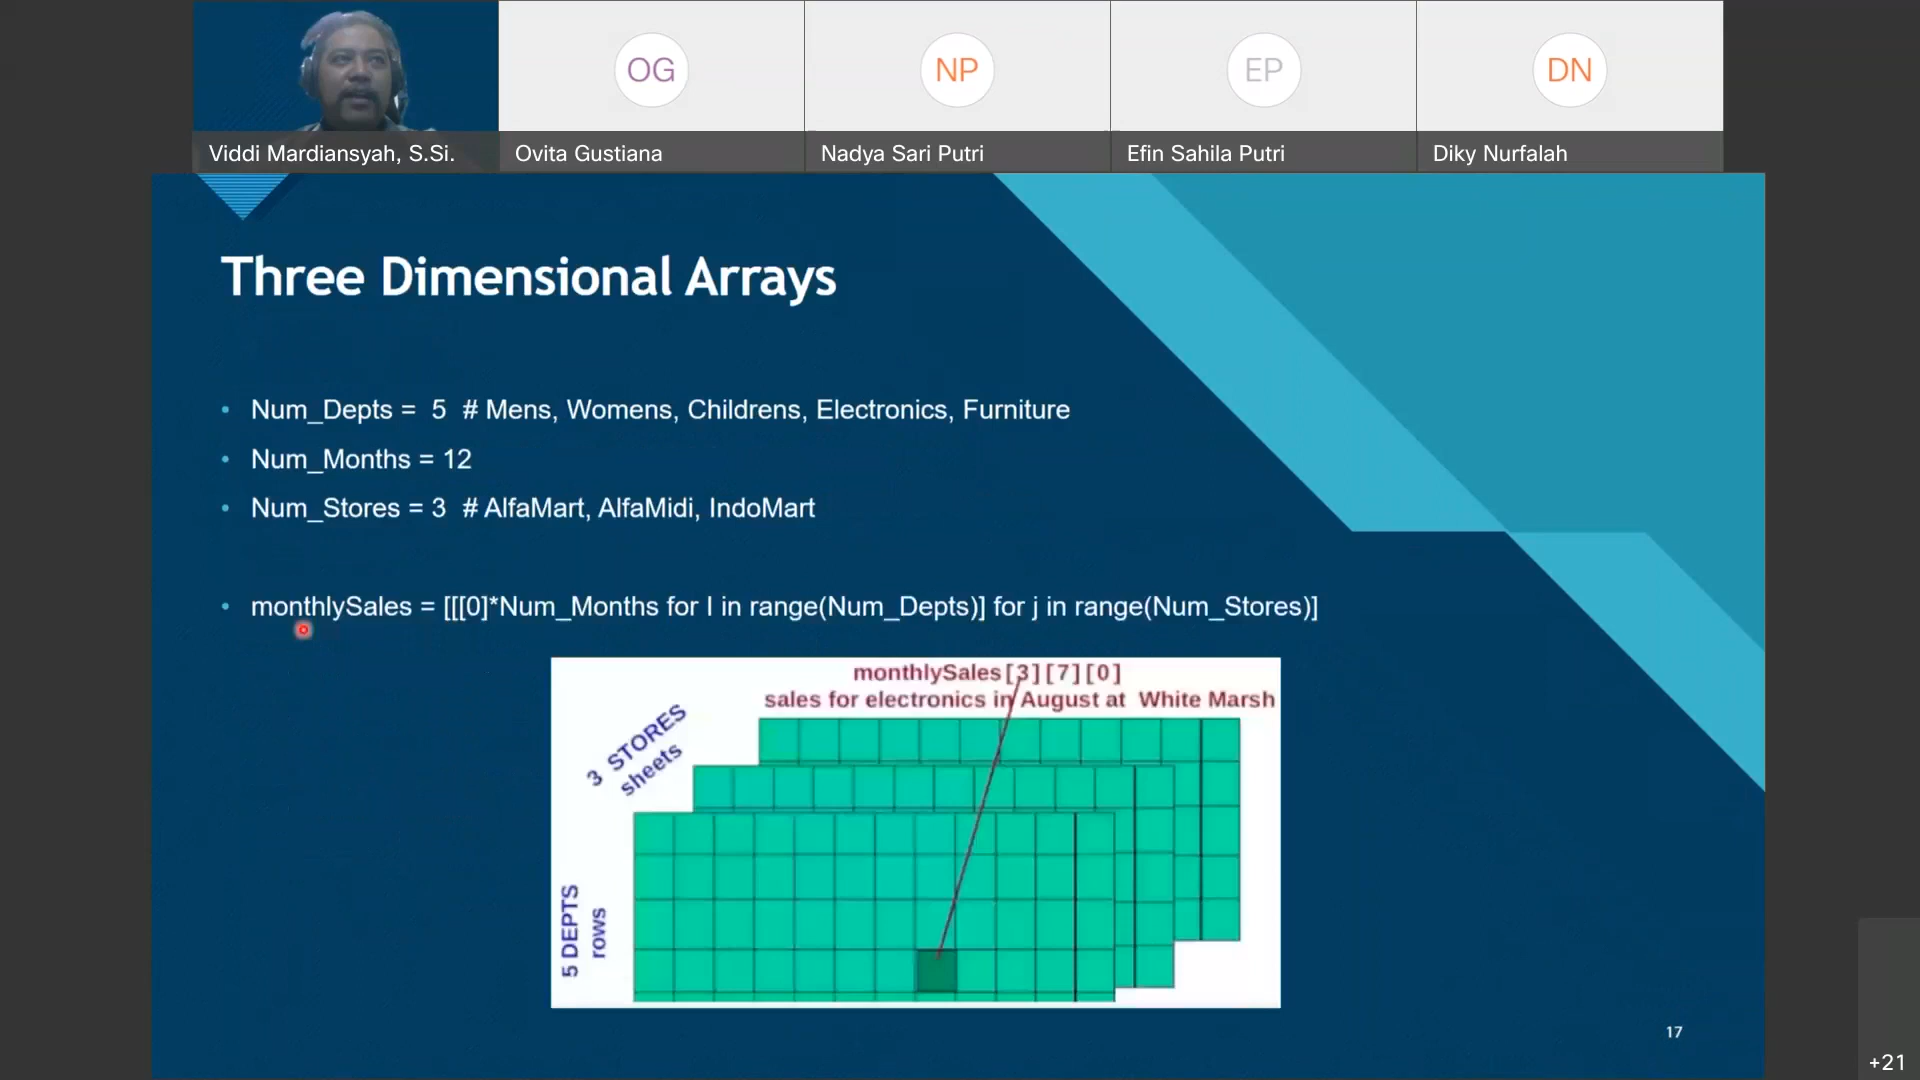 OG
NP
EP
DN
Viddi Mardiansyah, S.Si.
Ovita Gustiana
Nadya Sari Putri
Efin Sahila Putri
Diky Nurfalah
Three Dimensional Arrays
• Num_Depts = 5 # Mens, Womens, Childrens, Electronics, Furniture
• Num_Months = 12
• Num_Stores = 3 # AlfaMart, AlfaMidi, IndoMart
• monthlySales = [[[0]*Num_Months for I in range(Num_Depts)] for j in range(Num_Stores)]
monthlySales[3][7][0]
sales for electronics in August at White Marsh
3 STORES
sheets
5 DEPTS
rows
17
+21